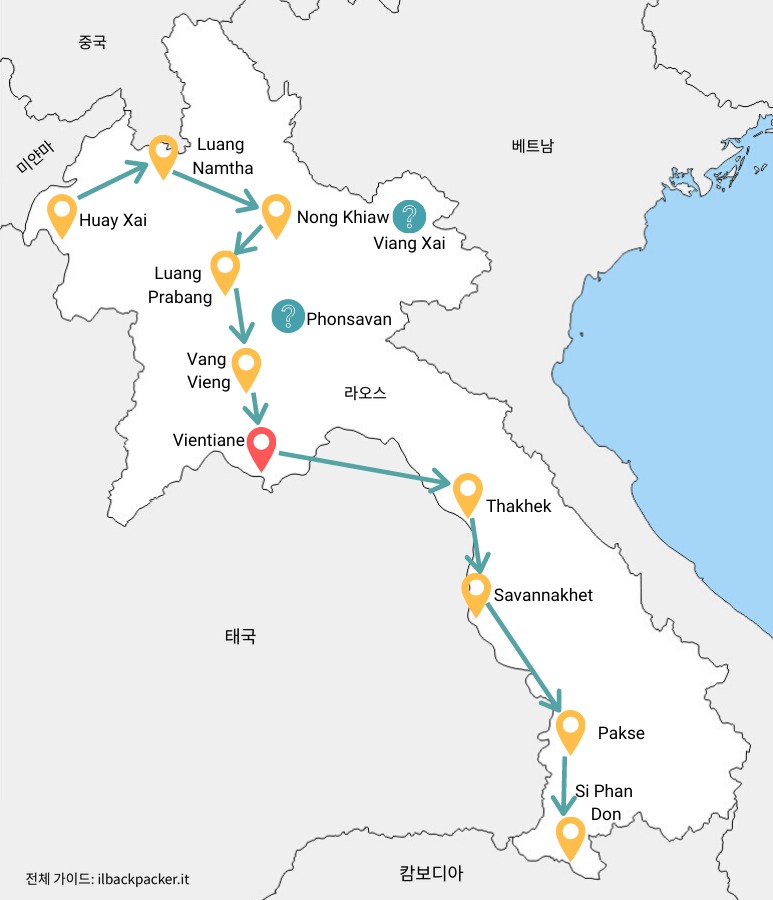 중국
미얀마
베트남
Luang
Namtha
Huay Xai
Nong Khiaw
?
Viang Xai
Luang
Prabang
?
Phonsavan
Vang
Vieng
라오스
Vientiane
Thakhek
Savannakhet
태국
Pakse
Si Phan
Don
캄보디아
전체 가이드: ilbackpacker.it